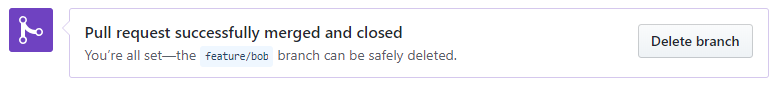 Pull request successfully merged and closed
You're all set—the feature/bob branch can be safely deleted.
Delete branch